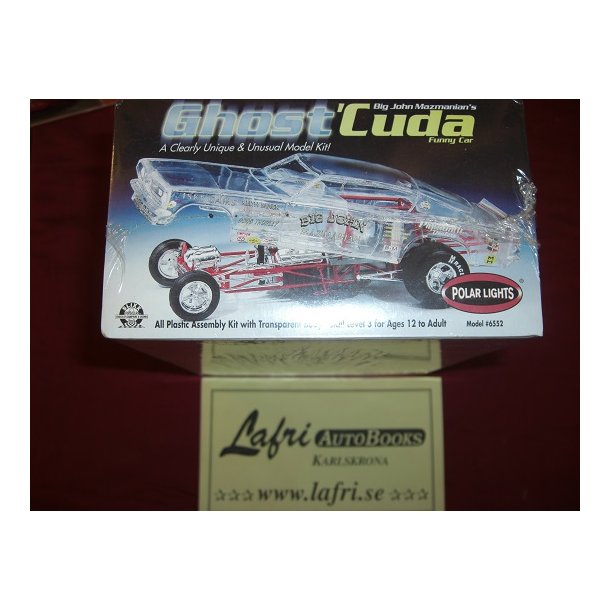 Big John Mazmanian's
Ghost 'Cuda
Funny Car
A Clearly Unique & Unusual Model Kit!
BIG JOHN
POLAR LIGHTS
All Plastic Assembly Kit with Transparent Level 3 for Ages 12 to Adult
Model #6552
Lafri AUTOBOOKS
KARLSKRONA
☆☆☆ www.lafri.se ☆☆☆